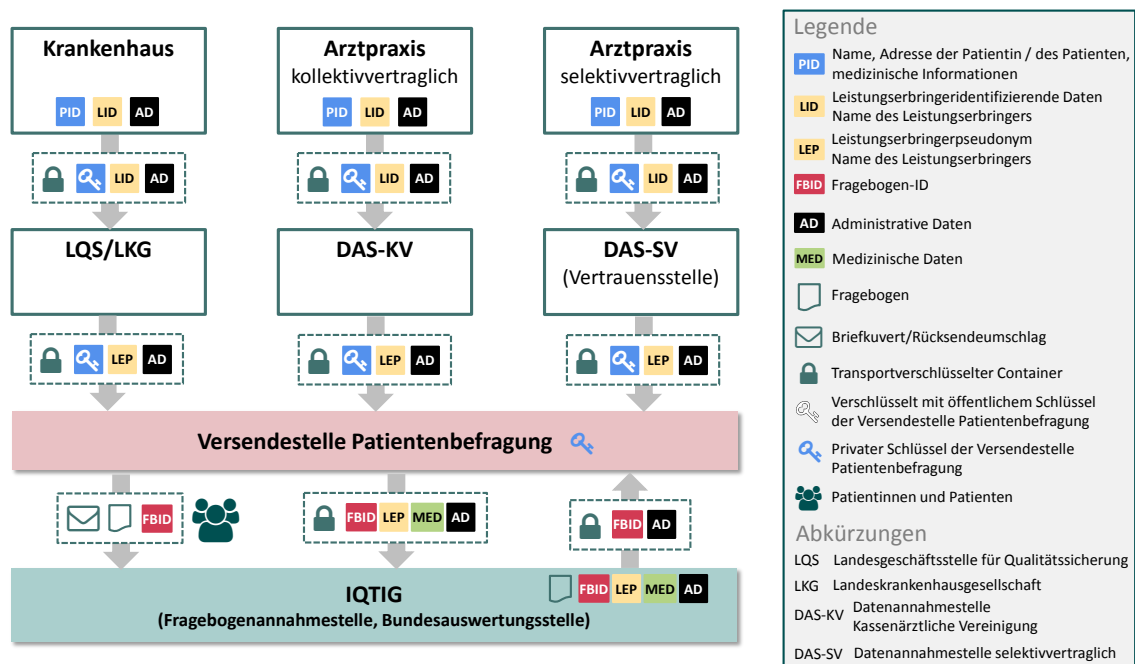 Krankenhaus
PID LID AD
Arztpraxis
kollektivvertraglich
PID LID AD
Arztpraxis
selektivvertraglich
PID LID AD
LID AD
LID AD
LID AD
LQS/LKG
DAS-KV
DAS-SV
(Vertrauensstelle)
LEP AD
LEP AD
LEP AD
Versendestelle Patientenbefragung
FBID
FBID LEP MED AD
FBID AD
IQTIG
(Fragebogenannahmestelle, Bundesauswertungsstelle)
FBID LEP MED AD
Legende
PID Name, Adresse der Patientin / des Patienten,
medizinische Informationen
LID Leistungserbringeridentifizierende Daten
Name des Leistungserbringers
LEP Leistungserbringerpseudonym
Name des Leistungserbringers
FBID Fragebogen-ID
AD Administrative Daten
MED Medizinische Daten
Fragebogen
Briefkuvert/Rücksendeumschlag
Transportverschlüsselter Container
Verschlüsselt mit öffentlichem Schlüssel
der Versendestelle Patientenbefragung
Privater Schlüssel der Versendestelle
Patientenbefragung
Patientinnen und Patienten
Abkürzungen
LQS Landesgeschäftsstelle für Qualitätssicherung
LKG Landeskrankenhausgesellschaft
DAS-KV Datenannahmestelle
Kassenärztliche Vereinigung
DAS-SV Datenannahmestelle selektivvertraglich